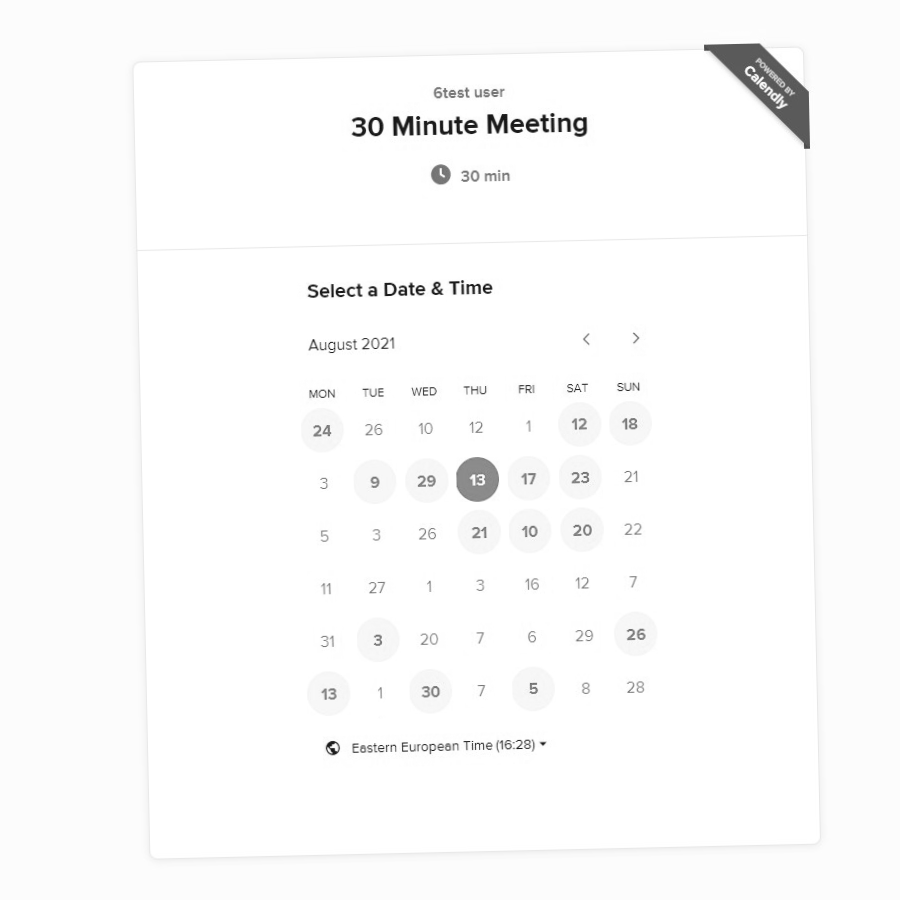 POWERED BY
Calendly
6test user
30 Minute Meeting
30 min
Select a Date & Time
August 2021
MON TUE WED THU FRI SAT SUN
24 26 10 12 1 12 18
3 9 29 13 17 23 21
5 3 26 21 10 20 22
11 27 1 3 16 12 7
31 3 20 7 6 29 26
13 1 30 7 5 8 28
Eastern European Time (16:28)